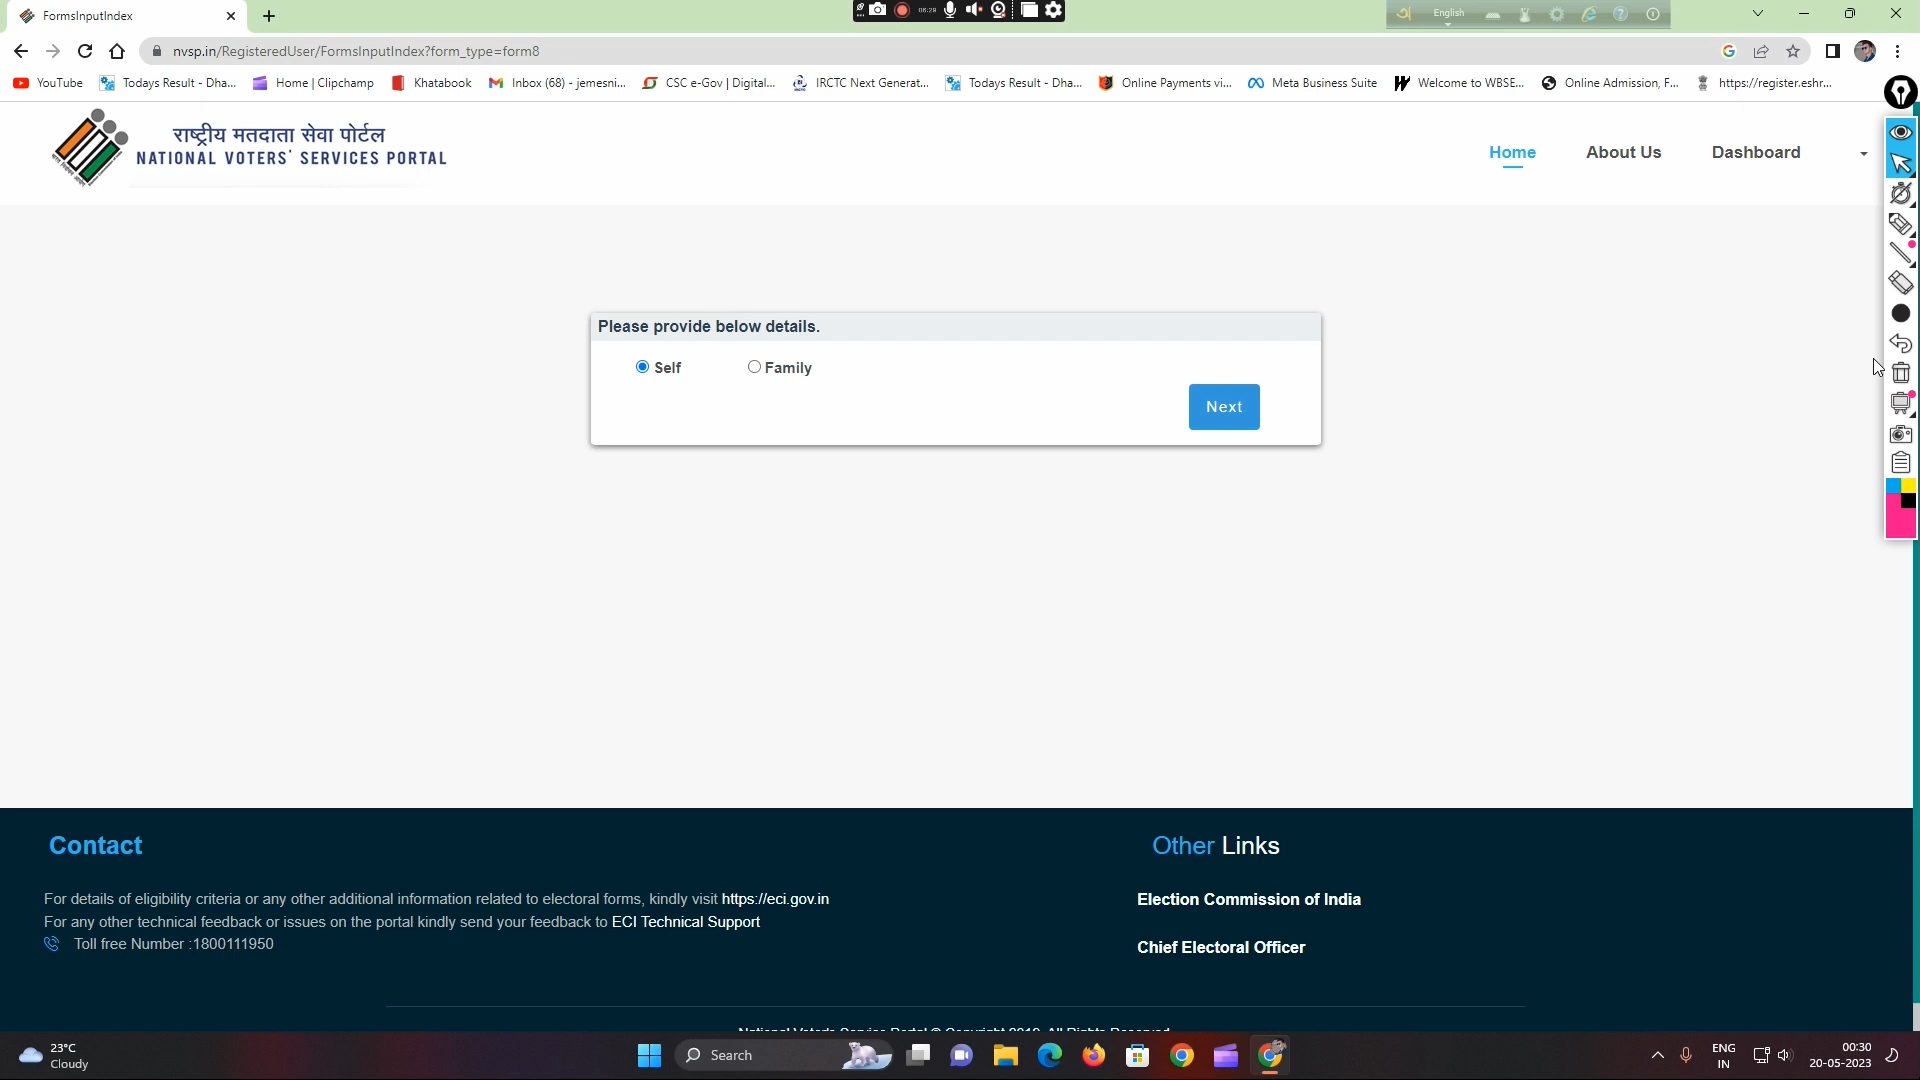 FormsInputIndex
06:29
English
nvsp.in/RegisteredUser/FormsInputIndex?form_type=form8
YouTube
Todays Result - Dha...
Home | Clipchamp
Khatabook
Inbox (68) - jemesni...
CSC e-Gov | Digital...
IRCTC Next Generat...
Todays Result - Dha...
Online Payments vi...
Meta Business Suite
Welcome to WBSE...
Online Admission, F...
https://register.eshr...
राष्ट्रीय मतदाता सेवा पोर्टल
NATIONAL VOTERS' SERVICES PORTAL
Home
About Us
Dashboard
Please provide below details.
Self
Family
Next
Contact
For details of eligibility criteria or any other additional information related to electoral forms, kindly visit https://eci.gov.in
For any other technical feedback or issues on the portal kindly send your feedback to ECI Technical Support
Toll free Number :1800111950
Other Links
Election Commission of India
Chief Electoral Officer
23°C
Cloudy
Search
ENG
IN
00:30
20-05-2023